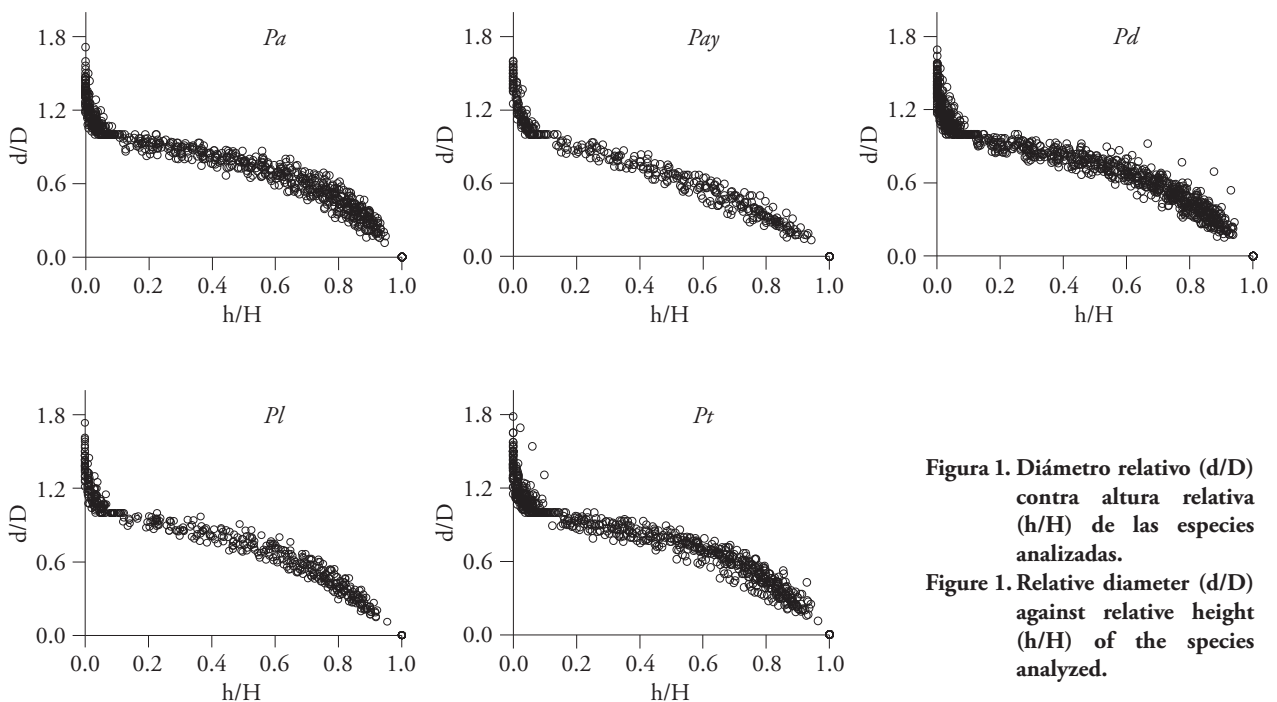 Pa
1.8
1.2
0.6
0.0
d/D
0.0 0.2 0.4 0.6 0.8 1.0
h/H
Pay
1.8
1.2
0.6
0.0
d/D
0.0 0.2 0.4 0.6 0.8 1.0
h/H
Pd
1.8
1.2
0.6
0.0
d/D
0.0 0.2 0.4 0.6 0.8 1.0
h/H
Pl
1.8
1.2
0.6
0.0
d/D
0.0 0.2 0.4 0.6 0.8 1.0
h/H
Pt
1.8
1.2
0.6
0.0
d/D
0.0 0.2 0.4 0.6 0.8 1.0
h/H
Figura 1. Diámetro relativo (d/D)
contra altura relativa
(h/H) de las especies
analizadas.
Figure 1. Relative diameter (d/D)
against relative height
(h/H) of the species
analyzed.